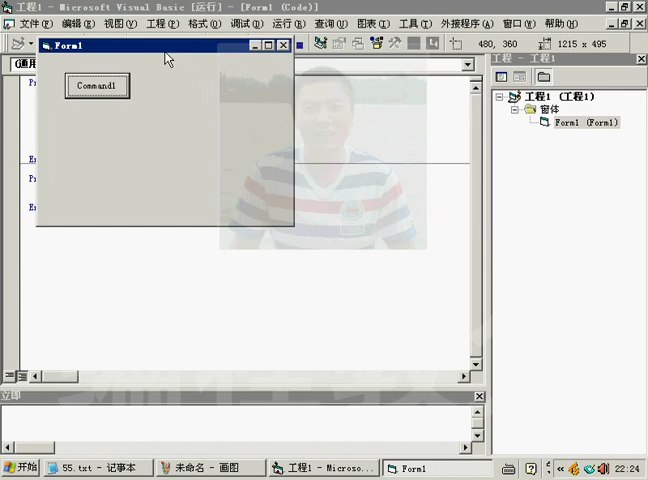 工程1 - Microsoft Visual Basic [运行] - [Form1 (Code)]
文件(F) 编辑(E) 视图(V) 工程(P) 格式(O) 调试(D) 运行(R) 查询(U) 图表(I) 工具(T) 外接程序(A) 窗口(W) 帮助(H)
480, 360 1215 x 495
Form1
Command1
工程 - 工程1
工程1 (工程1)
窗体
Form1 (Form1)
立即
开始 55.txt - 记事本 未命名 - 画图 工程1 - Microso... Form1 22:24